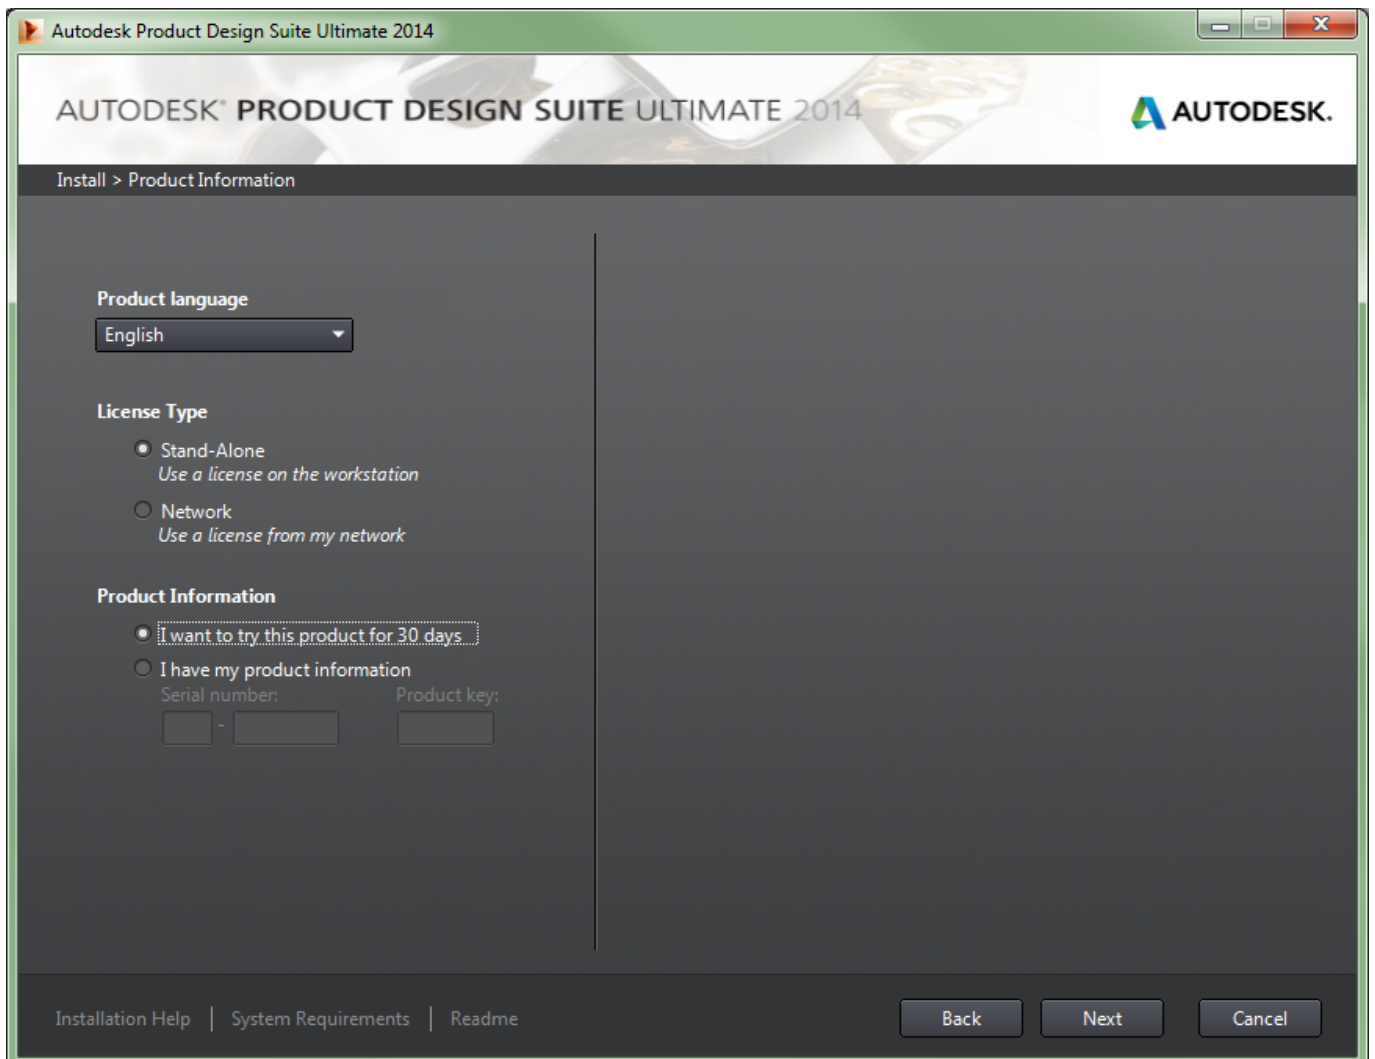 Autodesk Product Design Suite Ultimate 2014
AUTODESK® PRODUCT DESIGN SUITE ULTIMATE 2014
AUTODESK.
Install > Product Information
Product language
English
License Type
Stand-Alone
Use a license on the workstation
Network
Use a license from my network
Product Information
I want to try this product for 30 days
I have my product information
Serial number: Product key:
-
Installation Help | System Requirements | Readme
Back Next Cancel